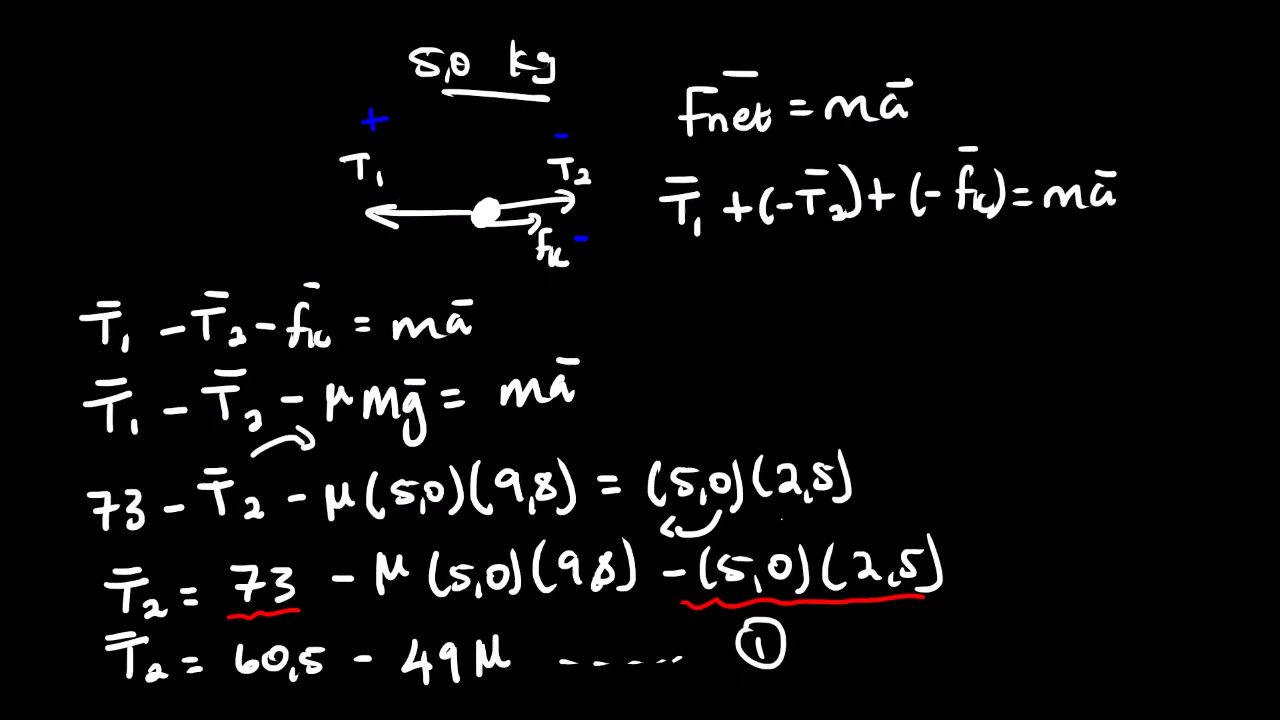 5,0 kg
+
-
T₁
T₂
fk -
F̄net = mā
T̄₁ + (-T̄₂) + (-f̄k) = mā
T̄₁ - T̄₂ - f̄k = mā
T̄₁ - T̄₂ - μmḡ = mā
73 - T̄₂ - μ(5,0)(9,8) = (5,0)(2,5)
T̄₂ = 73 - μ(5,0)(9,8) - (5,0)(2,5)
T̄₂ = 60,5 - 49μ ------ ①